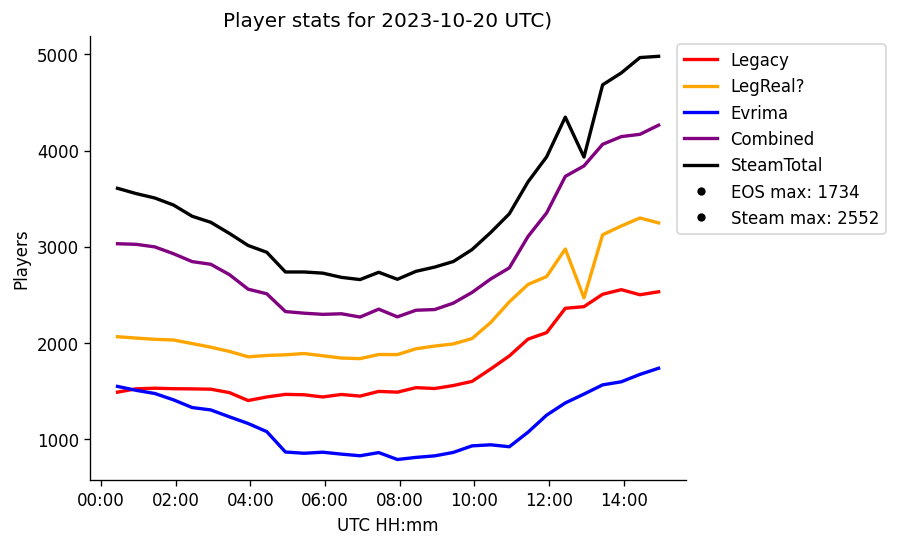 Player stats for 2023-10-20 UTC)
5000
4000
3000
2000
1000
Players
00:00 02:00 04:00 06:00 08:00 10:00 12:00 14:00
UTC HH:mm
Legacy
LegReal?
Evrima
Combined
SteamTotal
EOS max: 1734
Steam max: 2552